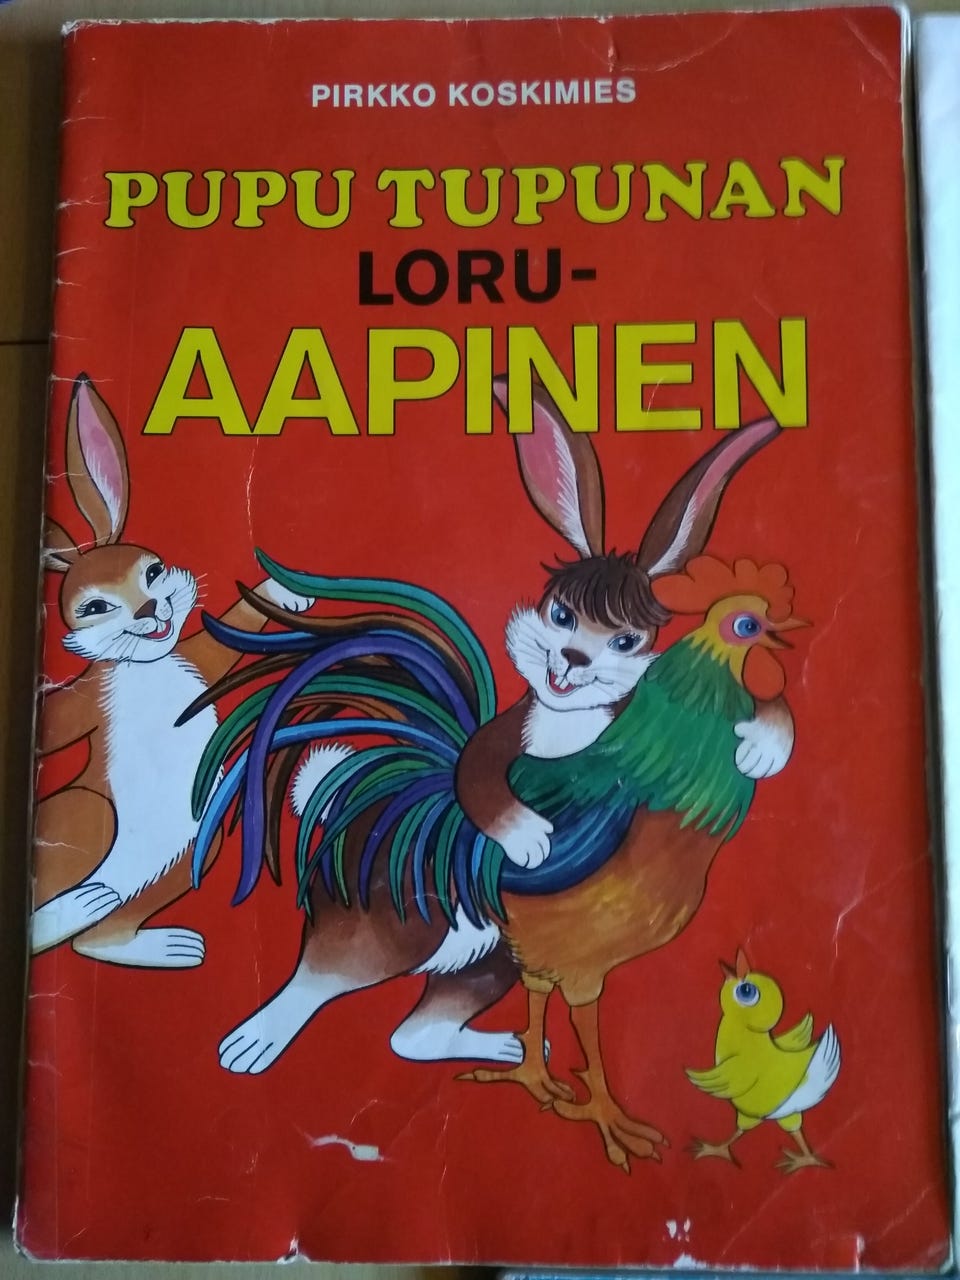 PIRKKO KOSKIMIES
PUPU TUPUNAN
LORU-
AAPINEN